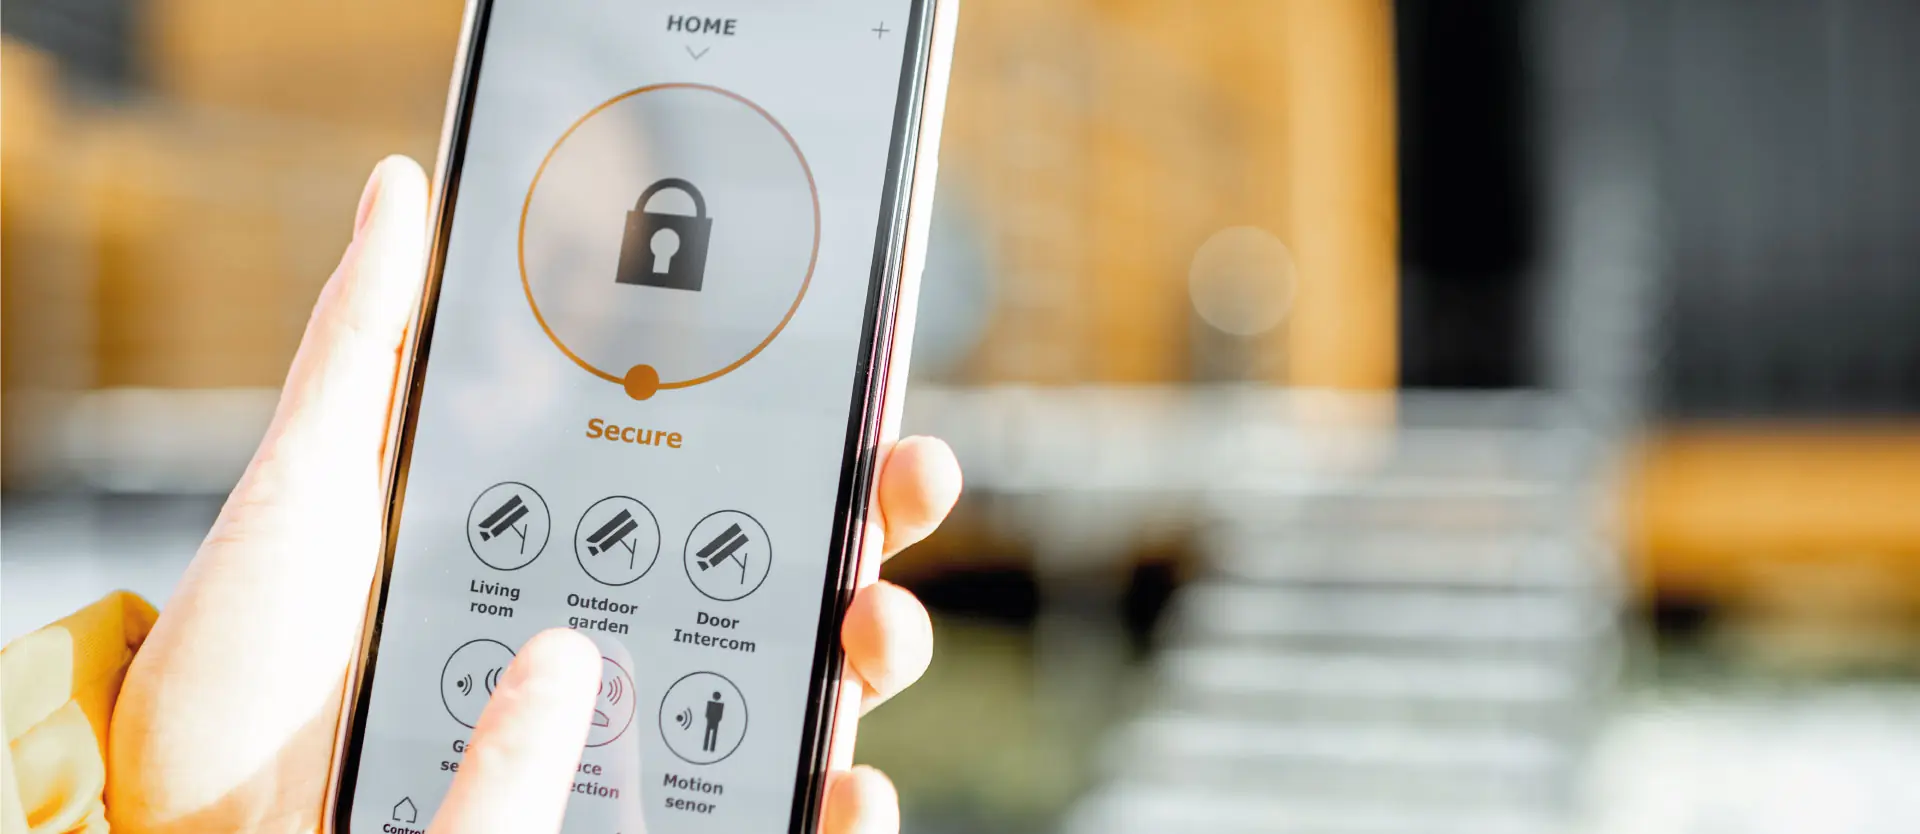 HOME
Secure
Living
room
Outdoor
garden
Door
Intercom
Motion
senor